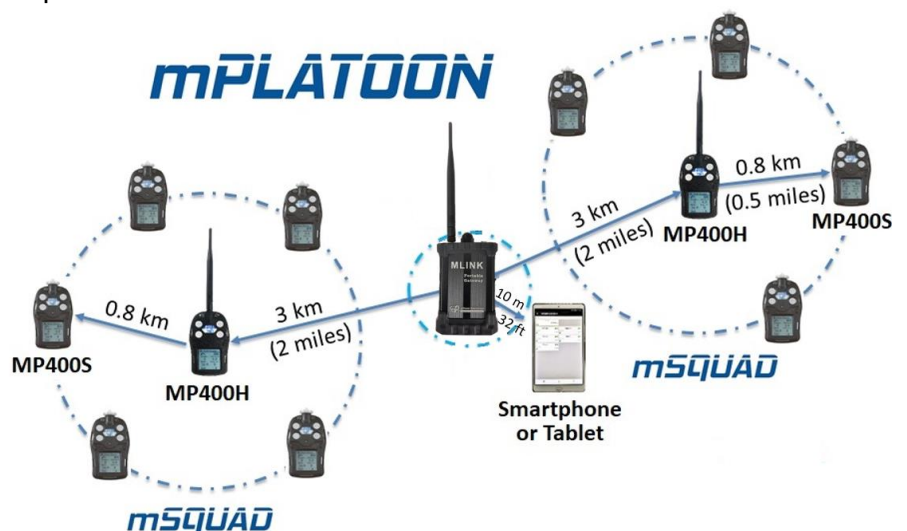 mPLATOON
0.8 km
(0.5 miles)
MP400S
MP400H
3 km
(2 miles)
MLINK
Portable
Gateway
10 m
32 ft
0.8 km
3 km
(2 miles)
MP400S
MP400H
mSQUAD
Smartphone
or Tablet
mSQUAD